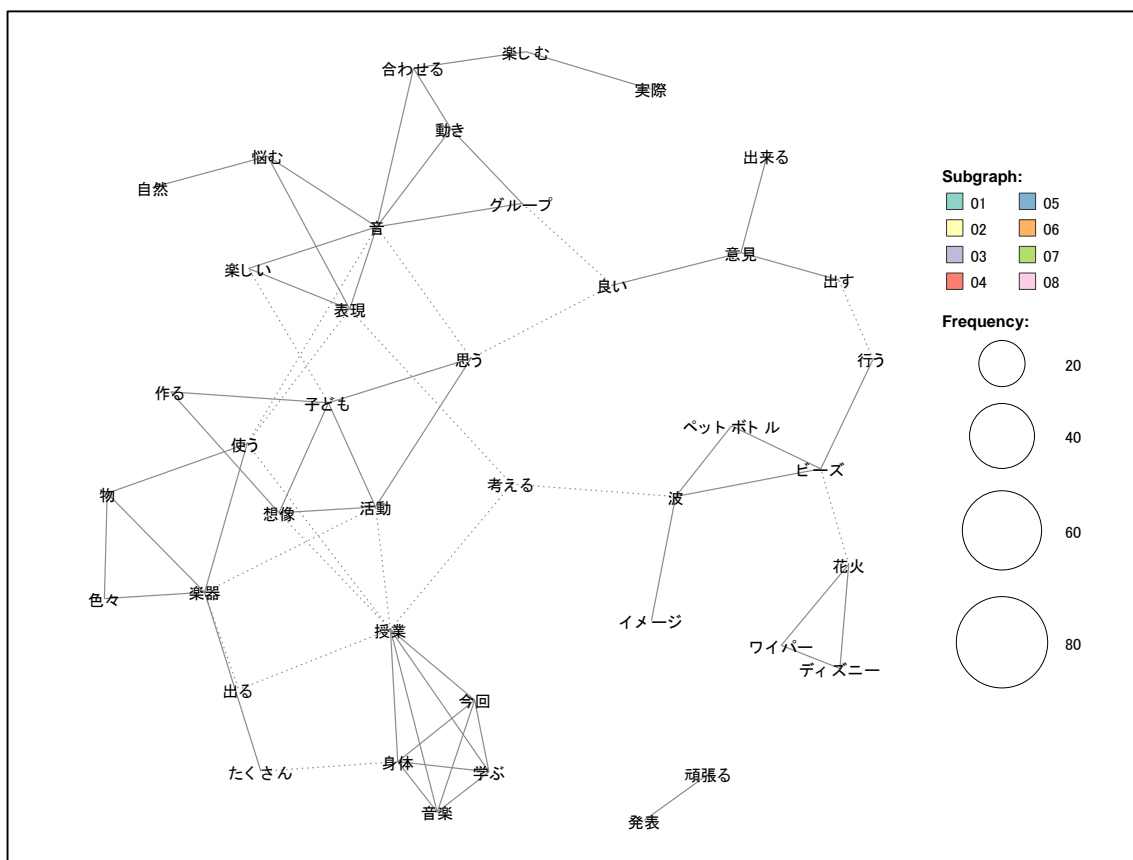 楽しむ
合わせる
実際
動き
悩む
出来る
自然
グループ
音
意見
楽しい
出す
良い
表現
思う
行う
作る
子ども
ペットボトル
使う
ビーズ
考える
物
波
想像
活動
花火
楽器
色々
イメージ
授業
ワイパー
ディズニー
出る
今回
身体
たくさん
学ぶ
頑張る
音楽
発表
Subgraph:
01 05
02 06
03 07
04 08
Frequency:
20
40
60
80